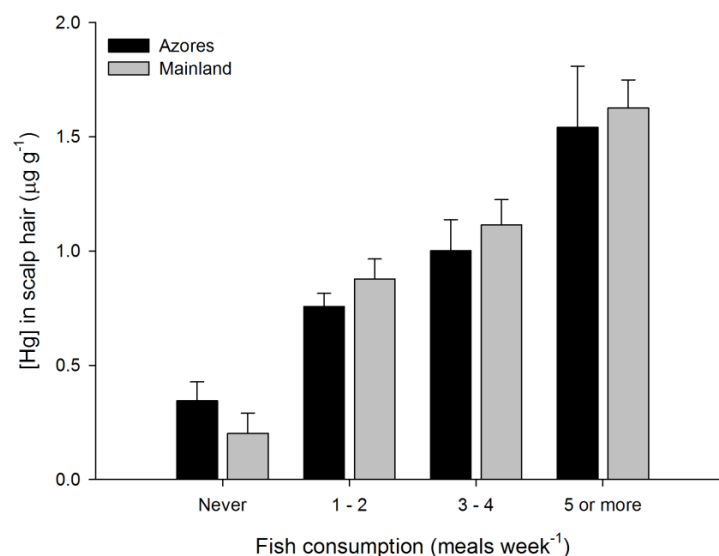 2.0
Azores
Mainland
1.5
1.0
0.5
0.0
[Hg] in scalp hair (μg g⁻¹)
Never 1 - 2 3 - 4 5 or more
Fish consumption (meals week⁻¹)